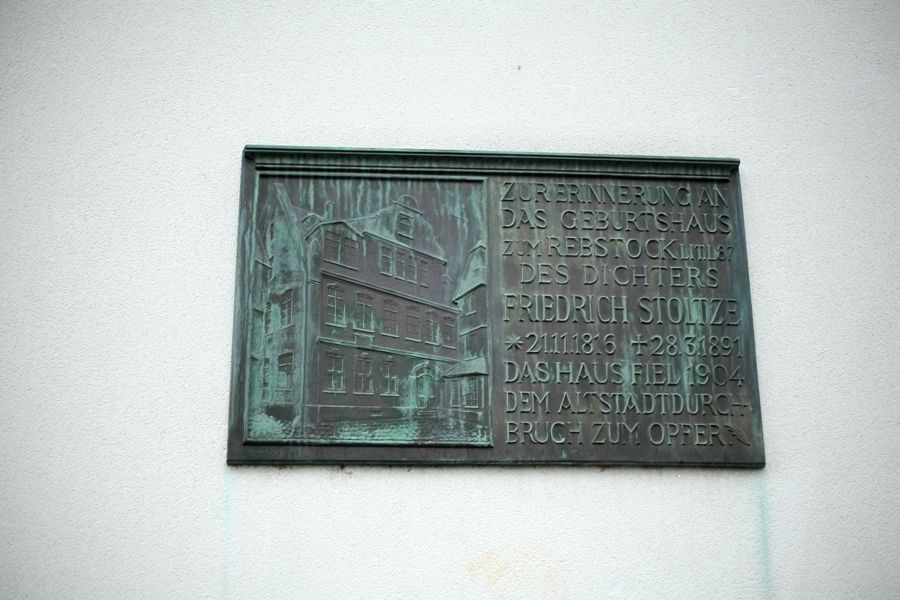 ZUR ERINNERUNG AN
DAS GEBURTSHAUS
ZUM REBSTOCK LIT.L.87
DES DICHTERS
FRIEDRICH STOLTZE
*21.11.1816 +28.3.1891
DAS HAUS FIEL 1904
DEM ALTSTADTDURCH-
BRUCH ZUM OPFER